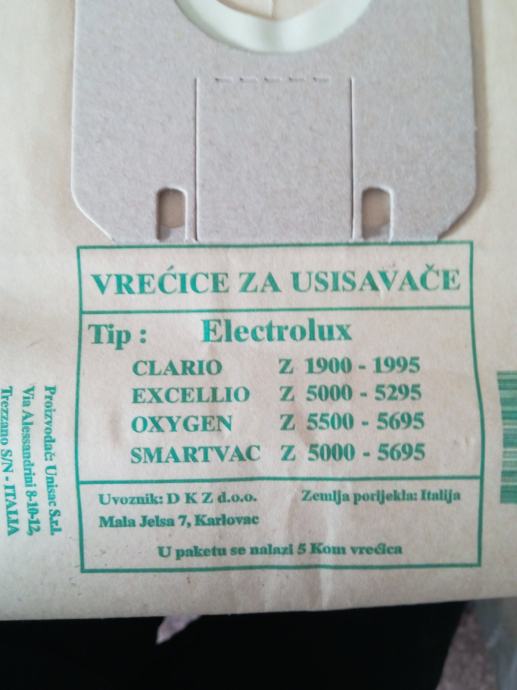 VREĆICE ZA USISAVAČE
Tip : Electrolux
CLARIO Z 1900 - 1995
EXCELLIO Z 5000 - 5295
OXYGEN Z 5500 - 5695
SMARTVAC Z 5000 - 5695
Uvoznik: D K Z d.o.o. Zemlja porijekla: Italija
Mala Jelsa 7, Karlovac
U paketu se nalazi 5 Kom vrećica
Proizvođač: Unisac S.r.l.
Via Alessandrini 8-10-12,
Trezzano S/N - ITALIA